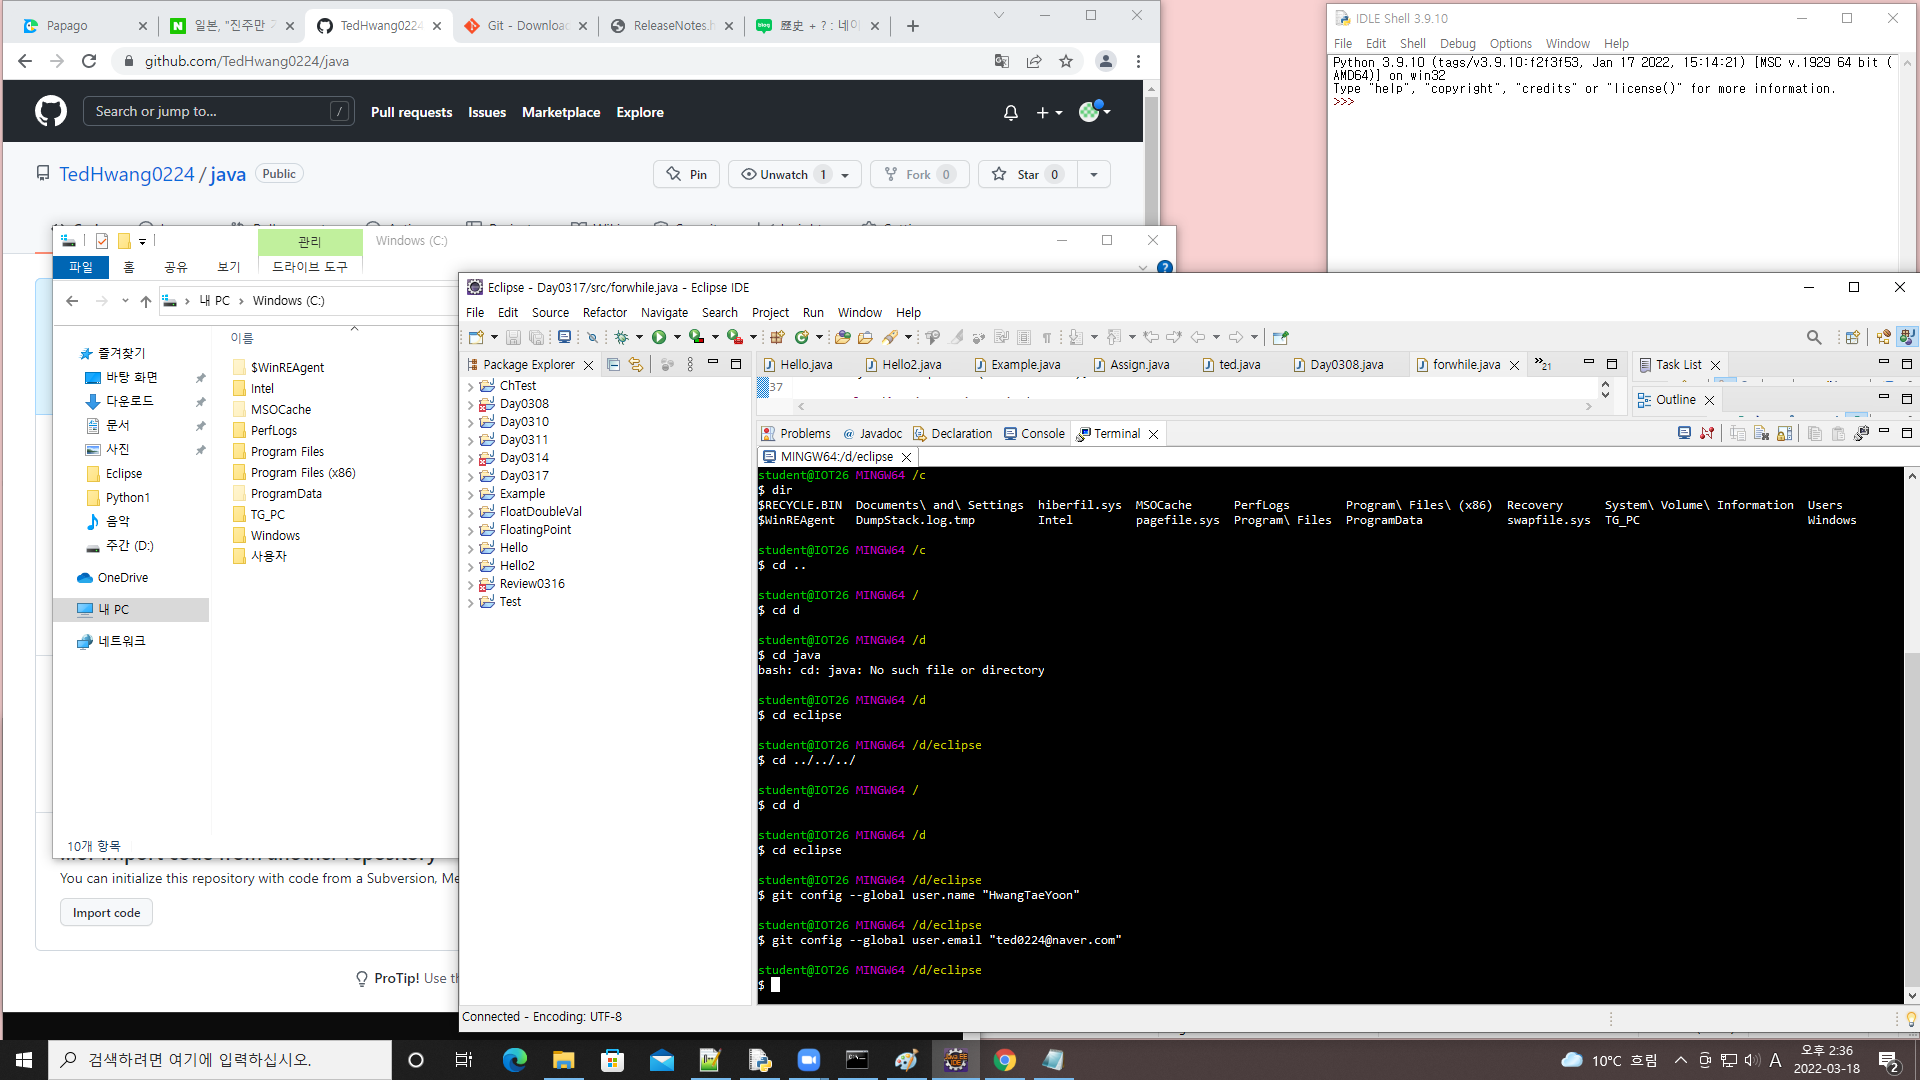 Papago
일본, "진주만
TedHwang0224
Git - Downloac
ReleaseNotes.h
歷史 + ? : 네이
github.com/TedHwang0224/java
Search or jump to...
/
Pull requests
Issues
Marketplace
Explore
TedHwang0224 / java
Public
Pin
Unwatch 1
Fork 0
Star 0
관리
Windows (C:)
파일
홈
공유
보기
드라이브 도구
내 PC > Windows (C:)
이름
즐겨찾기
바탕 화면
다운로드
문서
사진
Eclipse
Python1
음악
주간 (D:)
OneDrive
내 PC
네트워크
$WinREAgent
Intel
MSOCache
PerfLogs
Program Files
Program Files (x86)
ProgramData
TG_PC
Windows
사용자
10개 항목
You can initialize this repository with code from a Subversion, Me
Import code
ProTip! Use th
IDLE Shell 3.9.10
File Edit Shell Debug Options Window Help
Python 3.9.10 (tags/v3.9.10:f2f3f53, Jan 17 2022, 15:14:21) [MSC v.1929 64 bit (
AMD64)] on win32
Type "help", "copyright", "credits" or "license()" for more information.
>>>
Eclipse - Day0317/src/forwhile.java - Eclipse IDE
File Edit Source Refactor Navigate Search Project Run Window Help
Package Explorer
ChTest
Day0308
Day0310
Day0311
Day0314
Day0317
Example
FloatDoubleVal
FloatingPoint
Hello
Hello2
Review0316
Test
Hello.java
Hello2.java
Example.java
Assign.java
ted.java
Day0308.java
forwhile.java
»21
37
Task List
Outline
Problems
@ Javadoc
Declaration
Console
Terminal
MINGW64:/d/eclipse
student@IOT26 MINGW64 /c
$ dir
$RECYCLE.BIN Documents\ and\ Settings hiberfil.sys MSOCache PerfLogs Program\ Files\ (x86) Recovery System\ Volume\ Information Users
$WinREAgent DumpStack.log.tmp Intel pagefile.sys Program\ Files ProgramData swapfile.sys TG_PC Windows
student@IOT26 MINGW64 /c
$ cd ..
student@IOT26 MINGW64 /
$ cd d
student@IOT26 MINGW64 /d
$ cd java
bash: cd: java: No such file or directory
student@IOT26 MINGW64 /d
$ cd eclipse
student@IOT26 MINGW64 /d/eclipse
$ cd ../../../
student@IOT26 MINGW64 /
$ cd d
student@IOT26 MINGW64 /d
$ cd eclipse
student@IOT26 MINGW64 /d/eclipse
$ git config --global user.name "HwangTaeYoon"
student@IOT26 MINGW64 /d/eclipse
$ git config --global user.email "ted0224@naver.com"
student@IOT26 MINGW64 /d/eclipse
$
Connected - Encoding: UTF-8
검색하려면 여기에 입력하십시오.
10°C 흐림
A
오후 2:36
2022-03-18
2